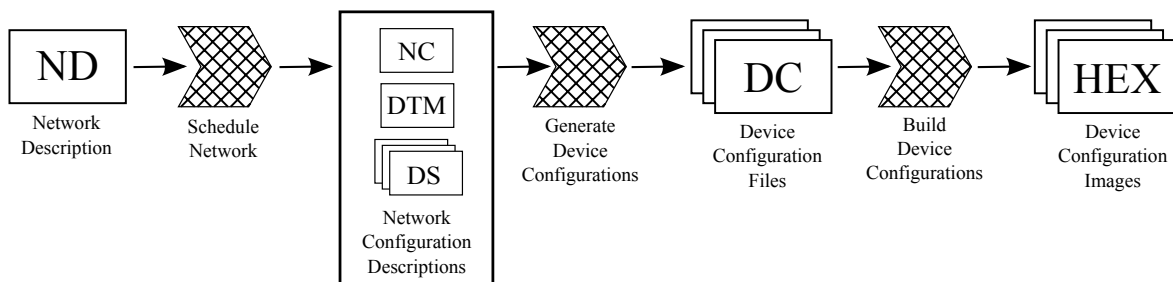 ND
Network
Description
Schedule
Network
NC
DTM
DS
Network
Configuration
Descriptions
Generate
Device
Configurations
DC
Device
Configuration
Files
Build
Device
Configurations
HEX
Device
Configuration
Images